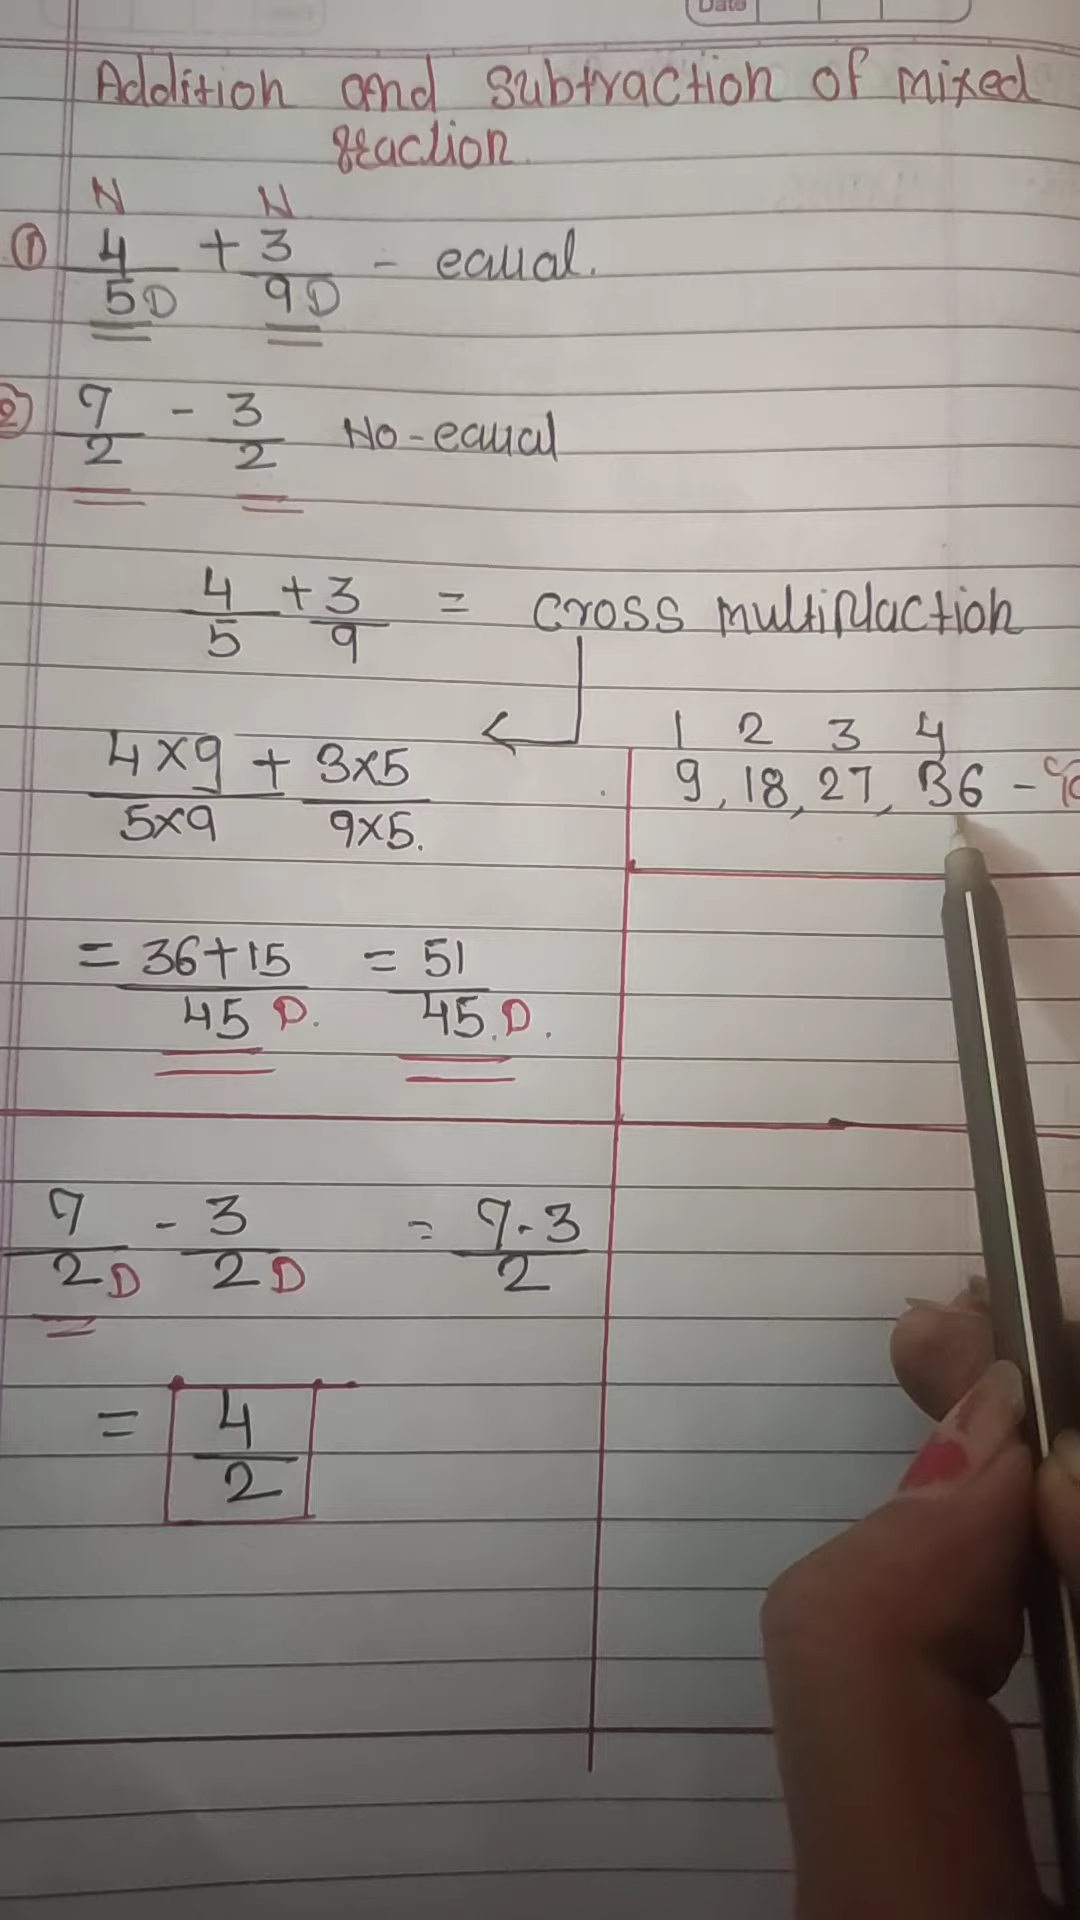 Date
Addition and subtraction of mixed
fraction.
N N
① 4/5D + 3/9D - equal.
② 7/2 - 3/2 No-equal
4/5 + 3/9 = cross multiplaction
1 2 3 4
9, 18, 27, 36 -
4×9/5×9 + 3×5/9×5.
= 36+15/45 D. = 51/45.D.
7/2D - 3/2D = 7-3/2
= 4/2